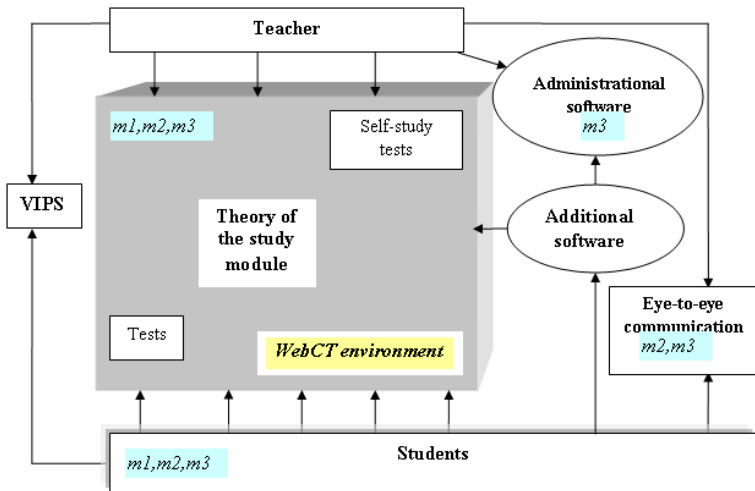 Teacher
Administrational
software
m3
m1,m2,m3
Self-study
tests
VIPS
Theory of
the study
module
Additional
software
Eye-to-eye
communication
m2,m3
Tests
WebCT environment
Students
m1,m2,m3